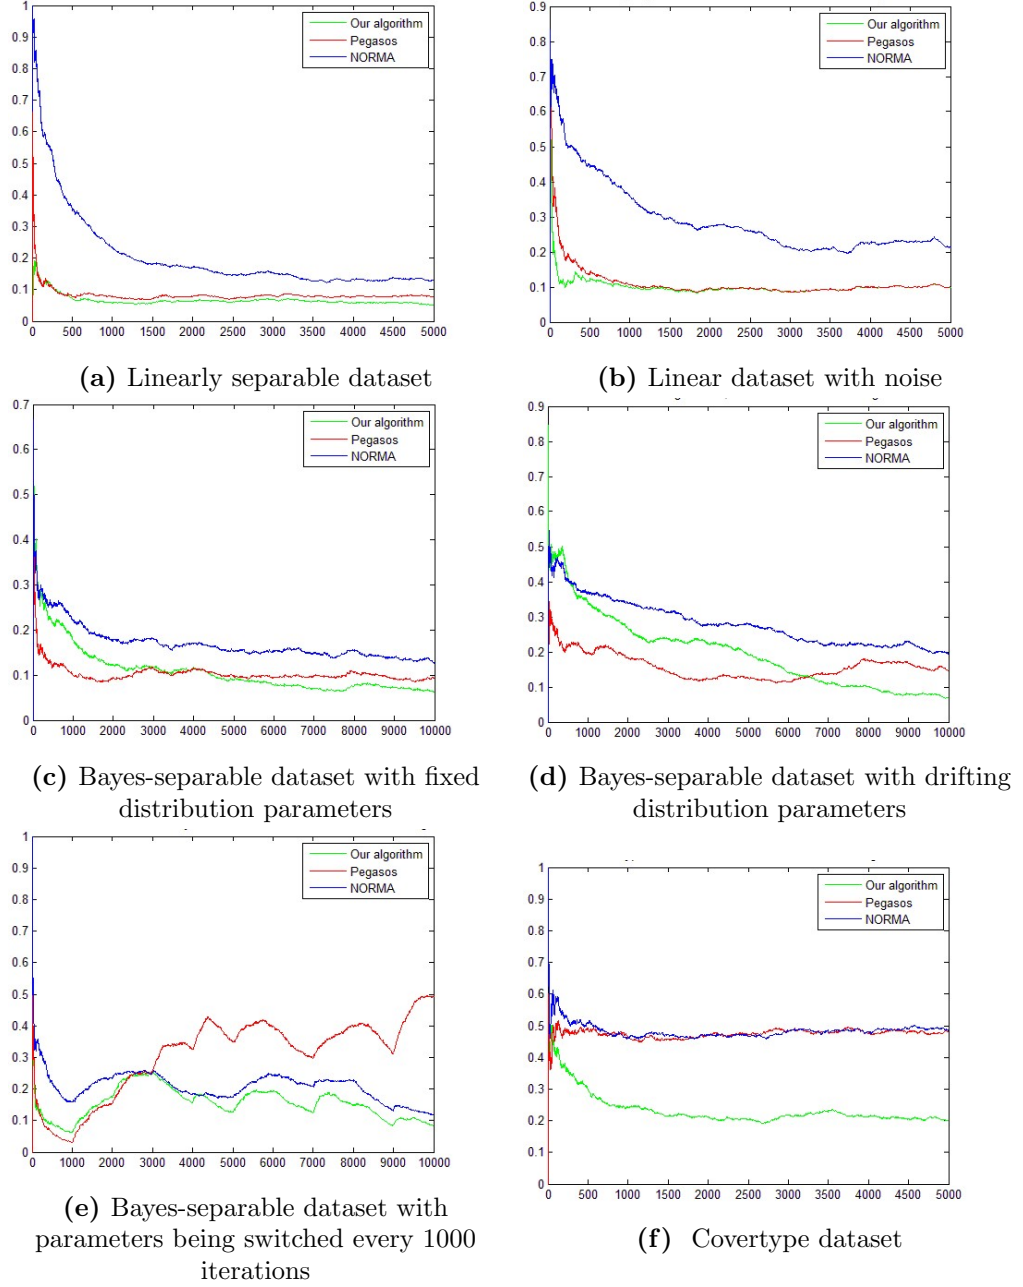 1
0.9
0.8
0.7
0.6
0.5
0.4
0.3
0.2
0.1
0
0 500 1000 1500 2000 2500 3000 3500 4000 4500 5000
Our algorithm
Pegasos
NORMA
(a) Linearly separable dataset
0.9
0.8
0.7
0.6
0.5
0.4
0.3
0.2
0.1
0
0 500 1000 1500 2000 2500 3000 3500 4000 4500 5000
Our algorithm
Pegasos
NORMA
(b) Linear dataset with noise
0.7
0.6
0.5
0.4
0.3
0.2
0.1
0
0 1000 2000 3000 4000 5000 6000 7000 8000 9000 10000
Our algorithm
Pegasos
NORMA
(c) Bayes-separable dataset with fixed
distribution parameters
0.9
0.8
0.7
0.6
0.5
0.4
0.3
0.2
0.1
0
0 1000 2000 3000 4000 5000 6000 7000 8000 9000 10000
Our algorithm
Pegasos
NORMA
(d) Bayes-separable dataset with drifting
distribution parameters
1
0.9
0.8
0.7
0.6
0.5
0.4
0.3
0.2
0.1
0
0 1000 2000 3000 4000 5000 6000 7000 8000 9000 10000
Our algorithm
Pegasos
NORMA
(e) Bayes-separable dataset with
parameters being switched every 1000
iterations
1
0.9
0.8
0.7
0.6
0.5
0.4
0.3
0.2
0.1
0
0 500 1000 1500 2000 2500 3000 3500 4000 4500 5000
Our algorithm
Pegasos
NORMA
(f) Covertype dataset